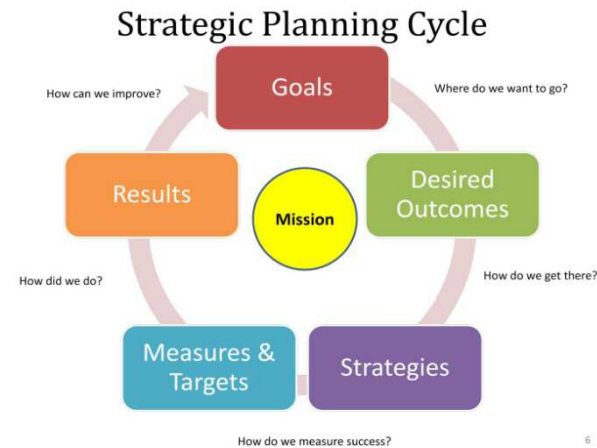 Strategic Planning Cycle
Goals
Where do we want to go?
Desired
Outcomes
How do we get there?
Strategies
How do we measure success?
Measures &
Targets
How did we do?
Results
How can we improve?
Mission
6